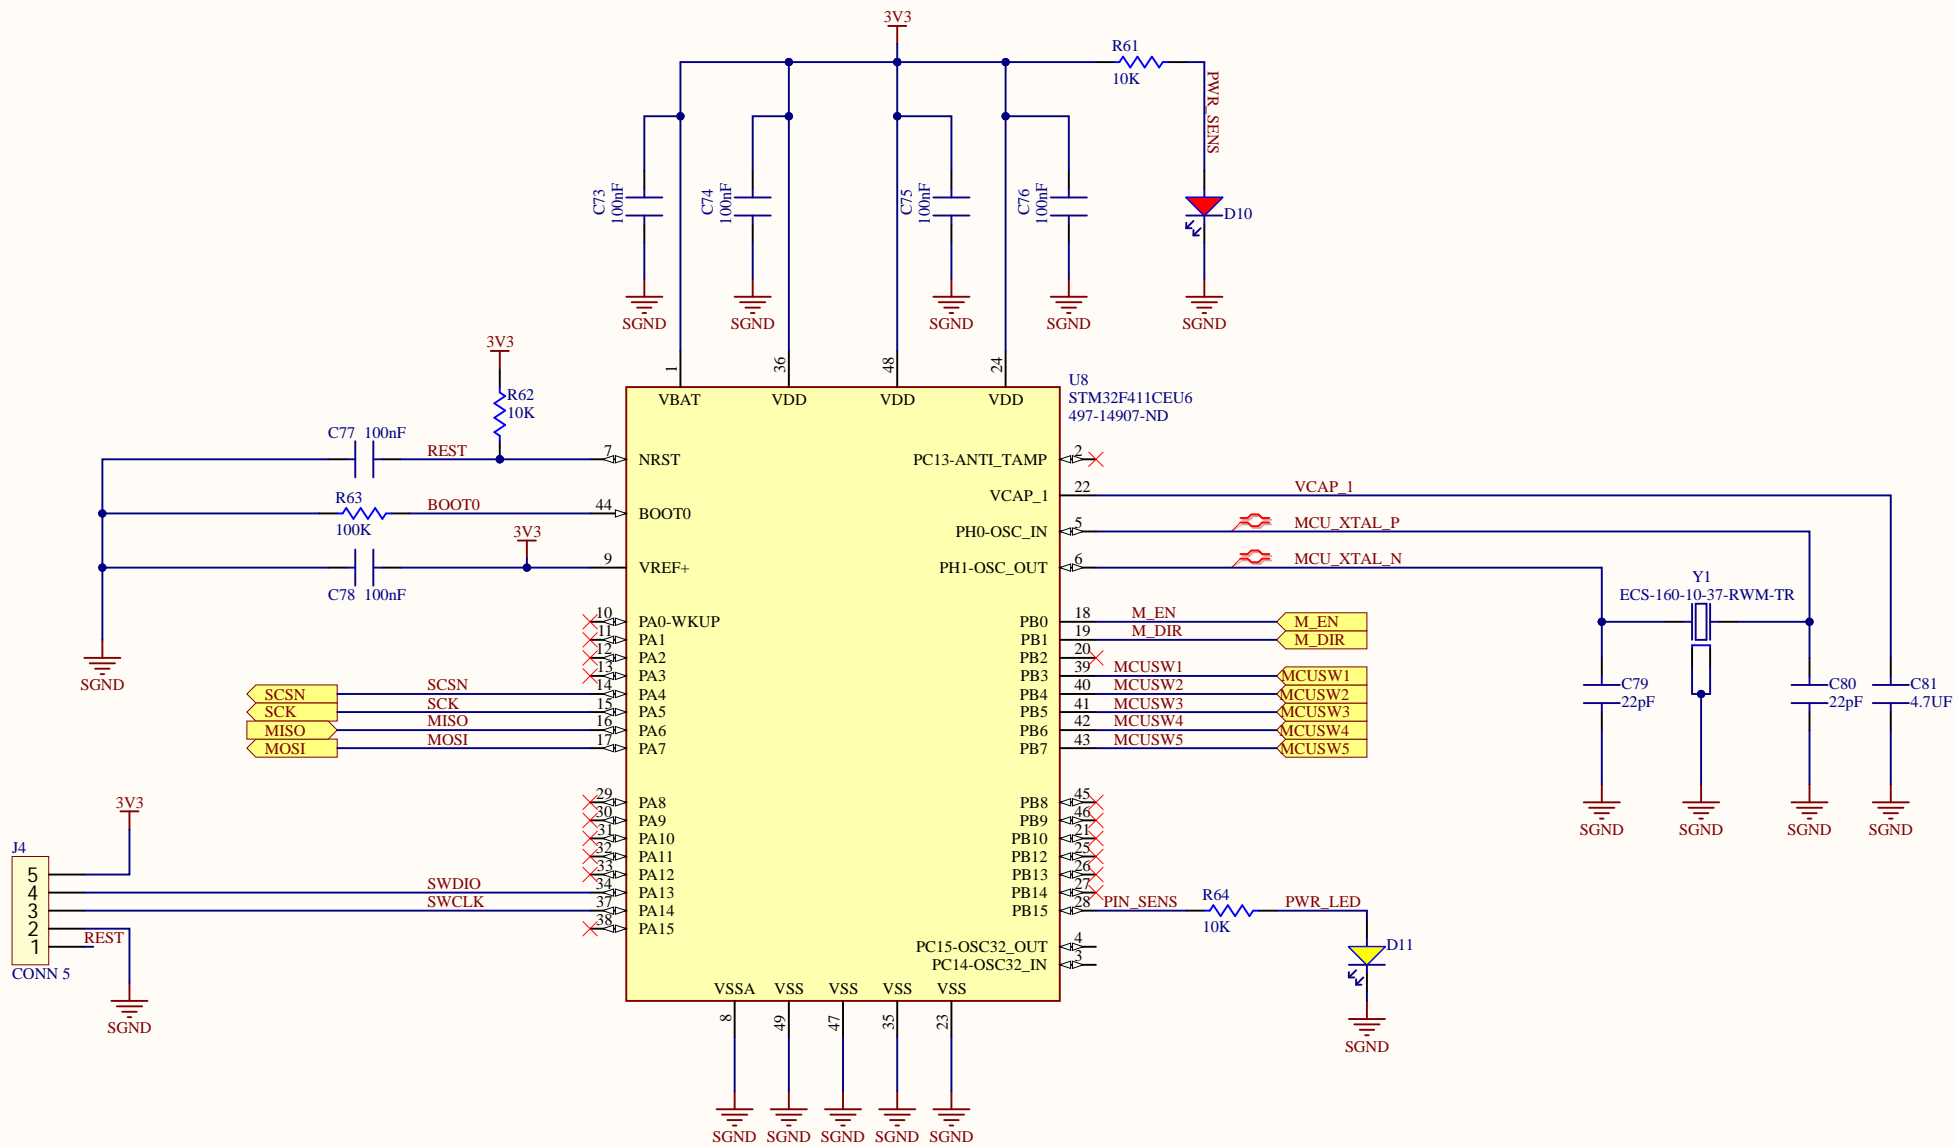 3V3
R61
10K
PWR_SENS
C73
100nF
C74
100nF
C75
100nF
C76
100nF
D10
SGND
SGND
SGND
SGND
SGND
3V3
R62
10K
1
36
48
24
U8
STM32F411CEU6
497-14907-ND
VBAT
VDD
VDD
VDD
C77 100nF
REST
7
NRST
PC13-ANTI_TAMP
2
R63
100K
BOOT0
44
BOOT0
VCAP_1
22
VCAP_1
3V3
PH0-OSC_IN
5
MCU_XTAL_P
C78 100nF
9
VREF+
PH1-OSC_OUT
6
MCU_XTAL_N
Y1
ECS-160-10-37-RWM-TR
SGND
10
PA0-WKUP
PB0
18
M_EN
M_EN
11
PA1
PB1
19
M_DIR
M_DIR
12
PA2
PB2
20
13
PA3
PB3
39
MCUSW1
MCUSW1
SCSN
SCSN
14
PA4
PB4
40
MCUSW2
MCUSW2
SCK
SCK
15
PA5
PB5
41
MCUSW3
MCUSW3
MISO
MISO
16
PA6
PB6
42
MCUSW4
MCUSW4
MOSI
MOSI
17
PA7
PB7
43
MCUSW5
MCUSW5
C79
22pF
C80
22pF
C81
4.7UF
SGND
SGND
SGND
SGND
3V3
29
PA8
PB8
45
30
PA9
PB9
46
31
PA10
PB10
21
32
PA11
PB12
25
33
PA12
PB13
26
J4
5
4
3
2
1
CONN 5
REST
SGND
SWDIO
34
PA13
PB14
27
SWCLK
37
PA14
PB15
28
PIN_SENS
R64
10K
PWR_LED
38
PA15
D11
PC15-OSC32_OUT
4
PC14-OSC32_IN
3
SGND
VSSA
VSS
VSS
VSS
VSS
8
49
47
35
23
SGND
SGND
SGND
SGND
SGND